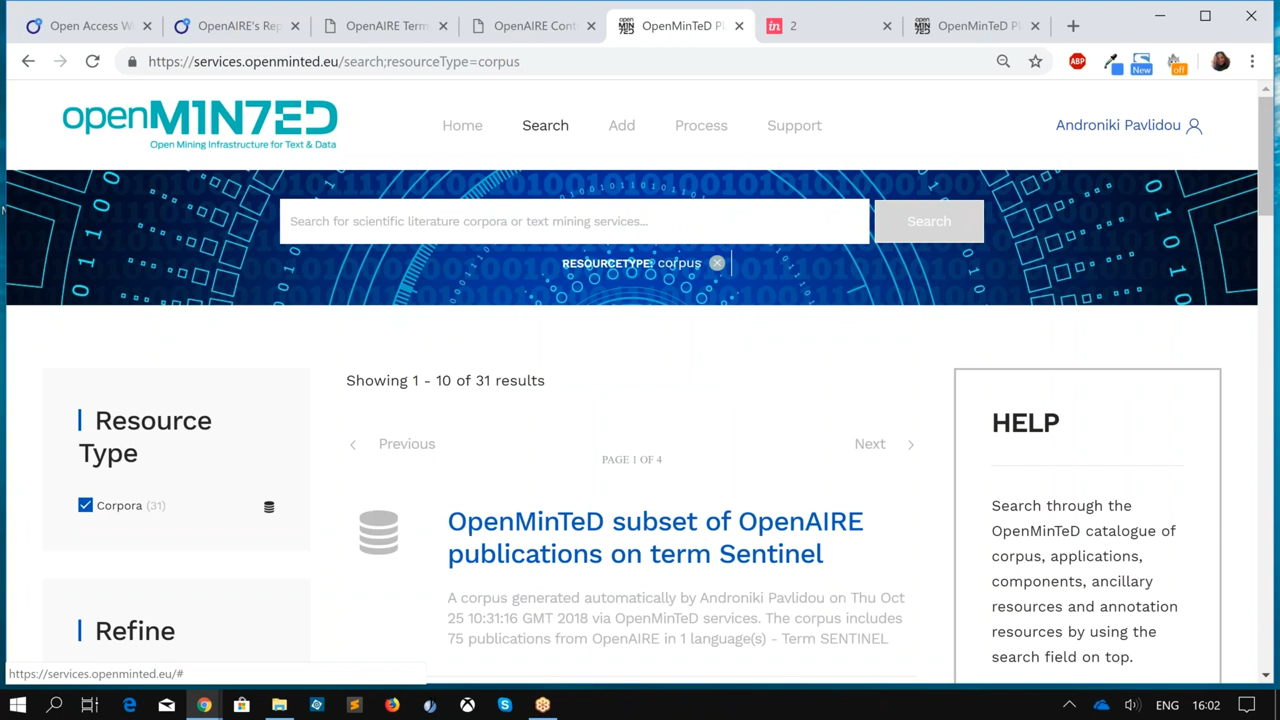 Open Access W
OpenAIRE's Rep
OpenAIRE Term
OpenAIRE Cont
OpenMinTeD Pl
2
OpenMinTeD Pl
https://services.openminted.eu/search;resourceType=corpus
ABP
New
off
openM1N7ED
Open Mining Infrastructure for Text & Data
Home
Search
Add
Process
Support
Andronıki Pavlidou
Search for scientific literature corpora or text mining services...
Search
RESOURCETYPE: corpus
Resource
Type
Corpora (31)
Refine
Showing 1 - 10 of 31 results
Previous
PAGE 1 OF 4
Next
OpenMinTeD subset of OpenAIRE
publications on term Sentinel
A corpus generated automatically by Androniki Pavlidou on Thu Oct
25 10:31:16 GMT 2018 via OpenMinTeD services. The corpus includes
75 publications from OpenAIRE in 1 language(s) - Term SENTINEL
HELP
Search through the
OpenMinTeD catalogue of
corpus, applications,
components, ancillary
resources and annotation
resources by using the
search field on top.
https://services.openminted.eu/#
ENG
16:02